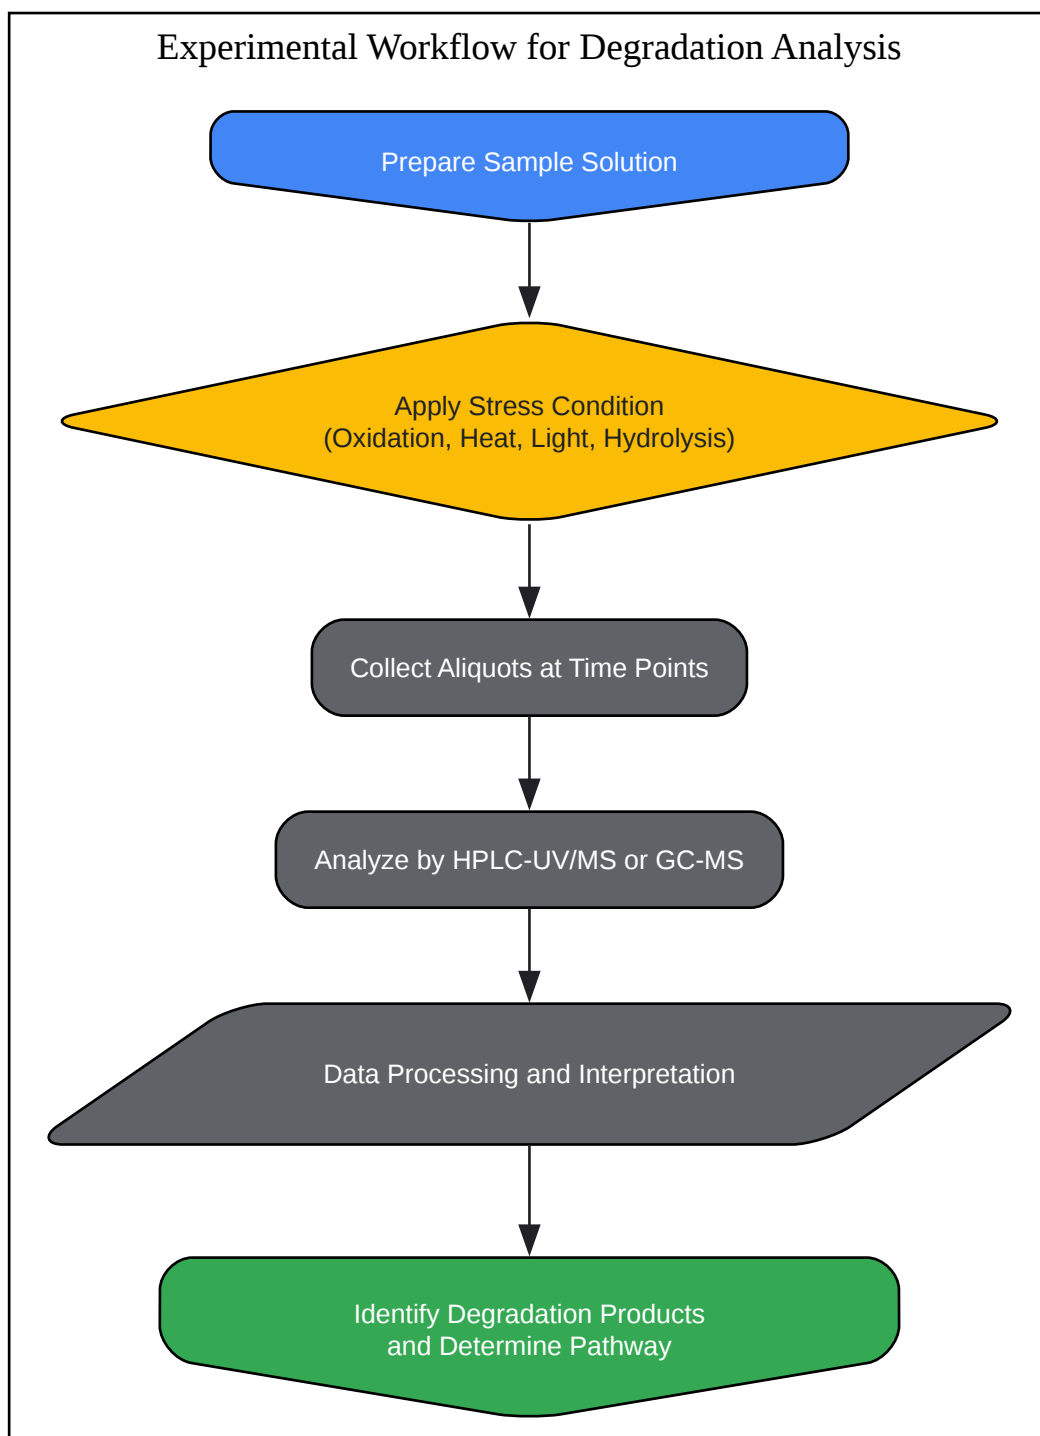 Experimental Workflow for Degradation Analysis
Prepare Sample Solution
Apply Stress Condition
(Oxidation, Heat, Light, Hydrolysis)
Collect Aliquots at Time Points
Analyze by HPLC-UV/MS or GC-MS
Data Processing and Interpretation
Identify Degradation Products
and Determine Pathway